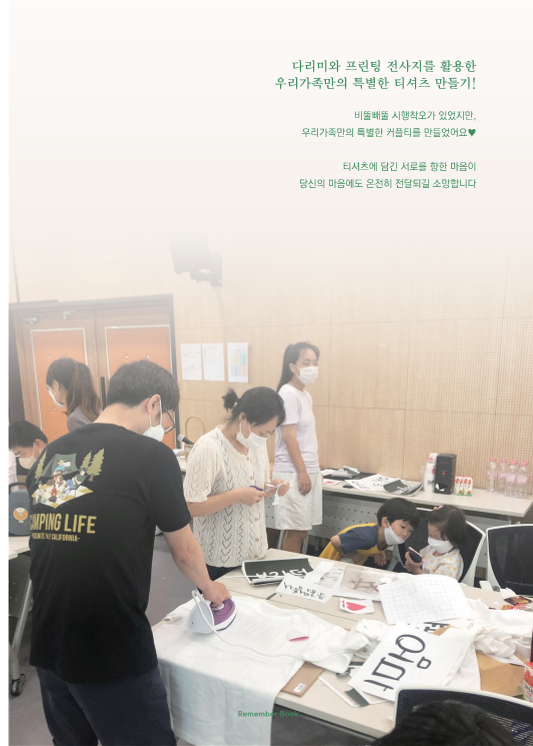 다리미와 프린팅 전사지를 활용한
우리가족만의 특별한 티셔츠 만들기!
비뚤빼뚤 시행착오가 있었지만,
우리가족만의 특별한 커플티를 만들었어요♥
티셔츠에 담긴 서로를 향한 마음이
당신의 마음에도 온전히 전달되길 소망합니다
CAMPING LIFE
CALIFORNIA-
엄마
Remember Book